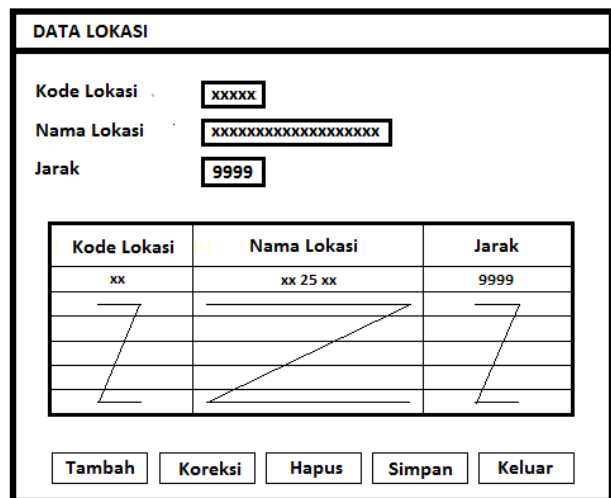 DATA LOKASI
Kode Lokasi xxxxx
Nama Lokasi xxxxxxxxxxxxxxxxxxx
Jarak 9999
Kode Lokasi Nama Lokasi Jarak
xx xx 25 xx 9999
Tambah Koreksi Hapus Simpan Keluar